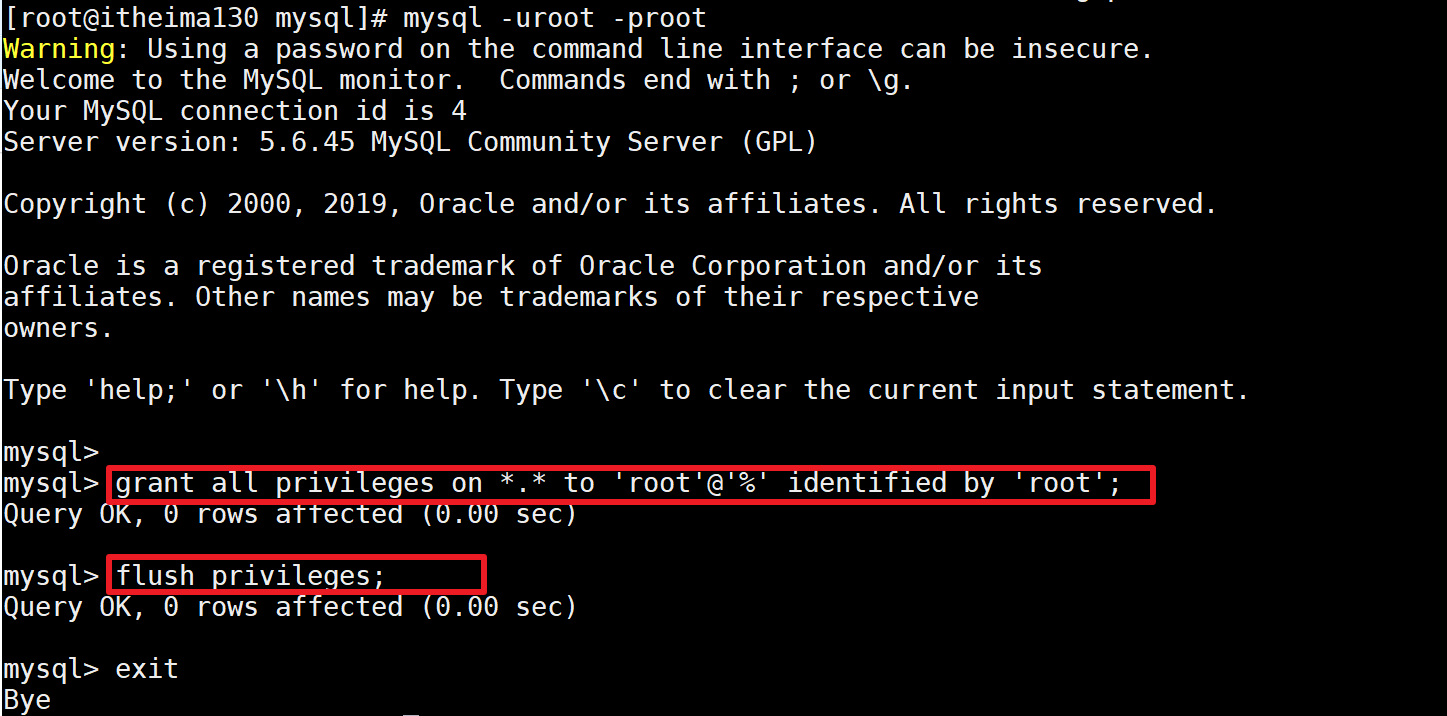 [root@itheima130 mysql]# mysql -uroot -proot
Warning: Using a password on the command line interface can be insecure.
Welcome to the MySQL monitor.  Commands end with ; or \g.
Your MySQL connection id is 4
Server version: 5.6.45 MySQL Community Server (GPL)
Copyright (c) 2000, 2019, Oracle and/or its affiliates. All rights reserved.
Oracle is a registered trademark of Oracle Corporation and/or its
affiliates. Other names may be trademarks of their respective
owners.
Type 'help;' or '\h' for help. Type '\c' to clear the current input statement.
mysql>
mysql> grant all privileges on *.* to 'root'@'%' identified by 'root';
Query OK, 0 rows affected (0.00 sec)
mysql> flush privileges;
Query OK, 0 rows affected (0.00 sec)
mysql> exit
Bye